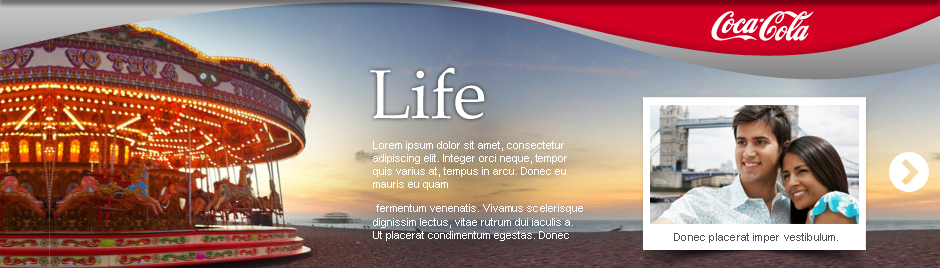 Coca-Cola
Life
Lorem ipsum dolor sit amet, consectetur
adipiscing elit. Integer orci neque, tempor
quis varius at, tempus in arcu. Donec eu
mauris eu quam
fermentum venenatis. Vivamus scelerisque
dignissim lectus, vitae rutrum dui iaculis a.
Ut placerat condimentum egestas. Donec
Donec placerat imper vestibulum.